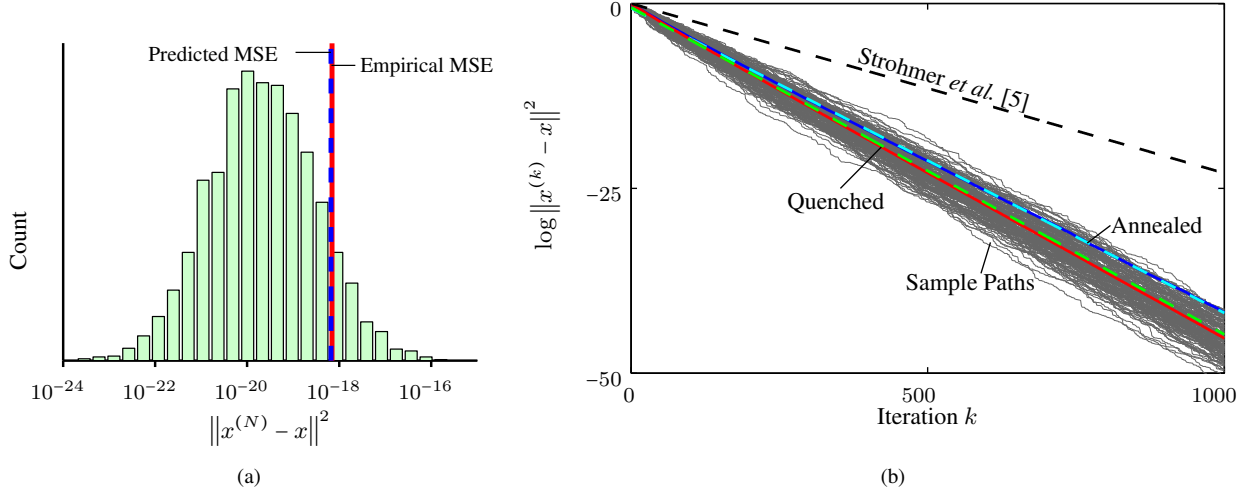 Predicted MSE
Empirical MSE
Count
10⁻²⁴
10⁻²²
10⁻²⁰
10⁻¹⁸
10⁻¹⁶
‖x⁽ᴺ⁾ − x‖²
(a)
0
−25
−50
log ‖x⁽ᵏ⁾ − x‖²
Strohmer et al. [5]
Quenched
Annealed
Sample Paths
0
500
1000
Iteration k
(b)